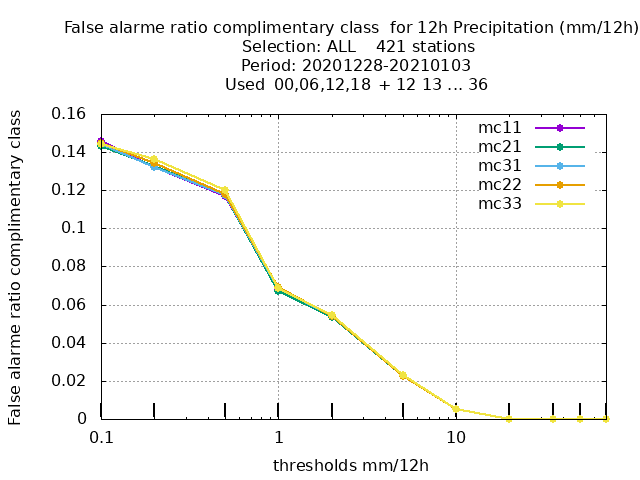 False alarme ratio complimentary class  for 12h Precipitation (mm/12h)
Selection: ALL    421 stations
Period: 20201228-20210103
Used  00,06,12,18  + 12 13 ... 36
False alarme ratio complimentary class
0.16
0.14
0.12
0.1
0.08
0.06
0.04
0.02
0
mc11
mc21
mc31
mc22
mc33
0.1 1 10
thresholds mm/12h